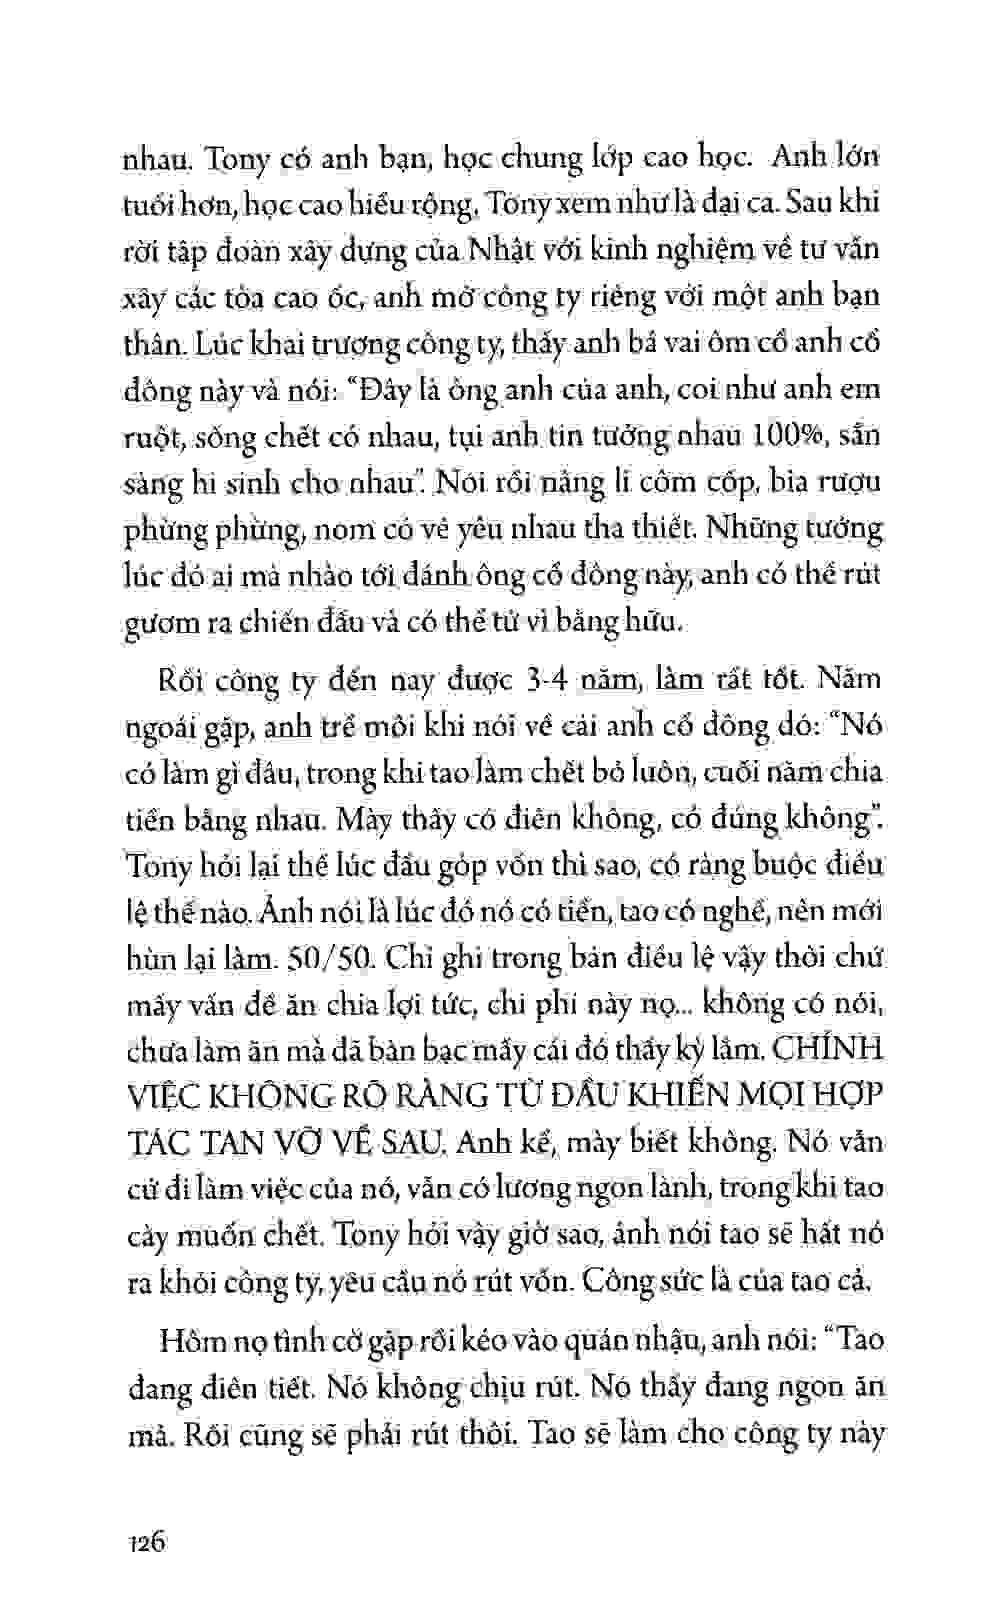 nhau. Tony có anh bạn, học chung lớp cao học. Anh lớn
tuổi hơn, học cao hiểu rộng, Tony xem như là đại ca. Sau khi
rời tập đoàn xây dựng của Nhật với kinh nghiệm về tư vấn
xây các tòa cao ốc, anh mở công ty riêng với một anh bạn
thân. Lúc khai trương công ty, thấy anh bá vai ôm cổ anh cổ
đông này và nói: “Đây là ông anh của anh, coi như anh em
ruột, sống chết có nhau, tụi anh tin tưởng nhau 100%, sẵn
sàng hi sinh cho nhau”. Nói rồi nâng li côm cốp, bia rượu
phừng phừng, nom có vẻ yêu nhau tha thiết. Những tưởng
lúc đó ai mà nhào tới đánh ông cổ đông này, anh có thể rút
gươm ra chiến đấu và có thể tử vì bằng hữu.
Rồi công ty đến nay được 3-4 năm, làm rất tốt. Năm
ngoái gặp, anh trề môi khi nói về cái anh cổ đông đó: “Nó
có làm gì đâu, trong khi tao làm chết bỏ luôn, cuối năm chia
tiền bằng nhau. Mày thấy có điên không, có đúng không”.
Tony hỏi lại thế lúc đầu góp vốn thì sao, có ràng buộc điều
lệ thế nào. Ảnh nói là lúc đó nó có tiền, tao có nghề, nên mới
hùn lại làm. 50/50. Chỉ ghi trong bản điều lệ vậy thôi chứ
mấy vấn đề ăn chia lợi tức, chi phí này nọ... không có nói,
chưa làm ăn mà đã bàn bạc mấy cái đó thấy kỳ lắm. CHÍNH
VIỆC KHÔNG RÕ RÀNG TỪ ĐẦU KHIẾN MỌI HỢP
TÁC TAN VỠ VỀ SAU. Anh kể, mày biết không. Nó vẫn
cứ đi làm việc của nó, vẫn có lương ngon lành, trong khi tao
cày muốn chết. Tony hỏi vậy giờ sao, ảnh nói tao sẽ hất nó
ra khỏi công ty, yêu cầu nó rút vốn. Công sức là của tao cả.
Hôm nọ tình cờ gặp rồi kéo vào quán nhậu, anh nói: “Tao
đang điên tiết. Nó không chịu rút. Nó thấy đang ngon ăn
mà. Rồi cũng sẽ phải rút thôi. Tao sẽ làm cho công ty này
126